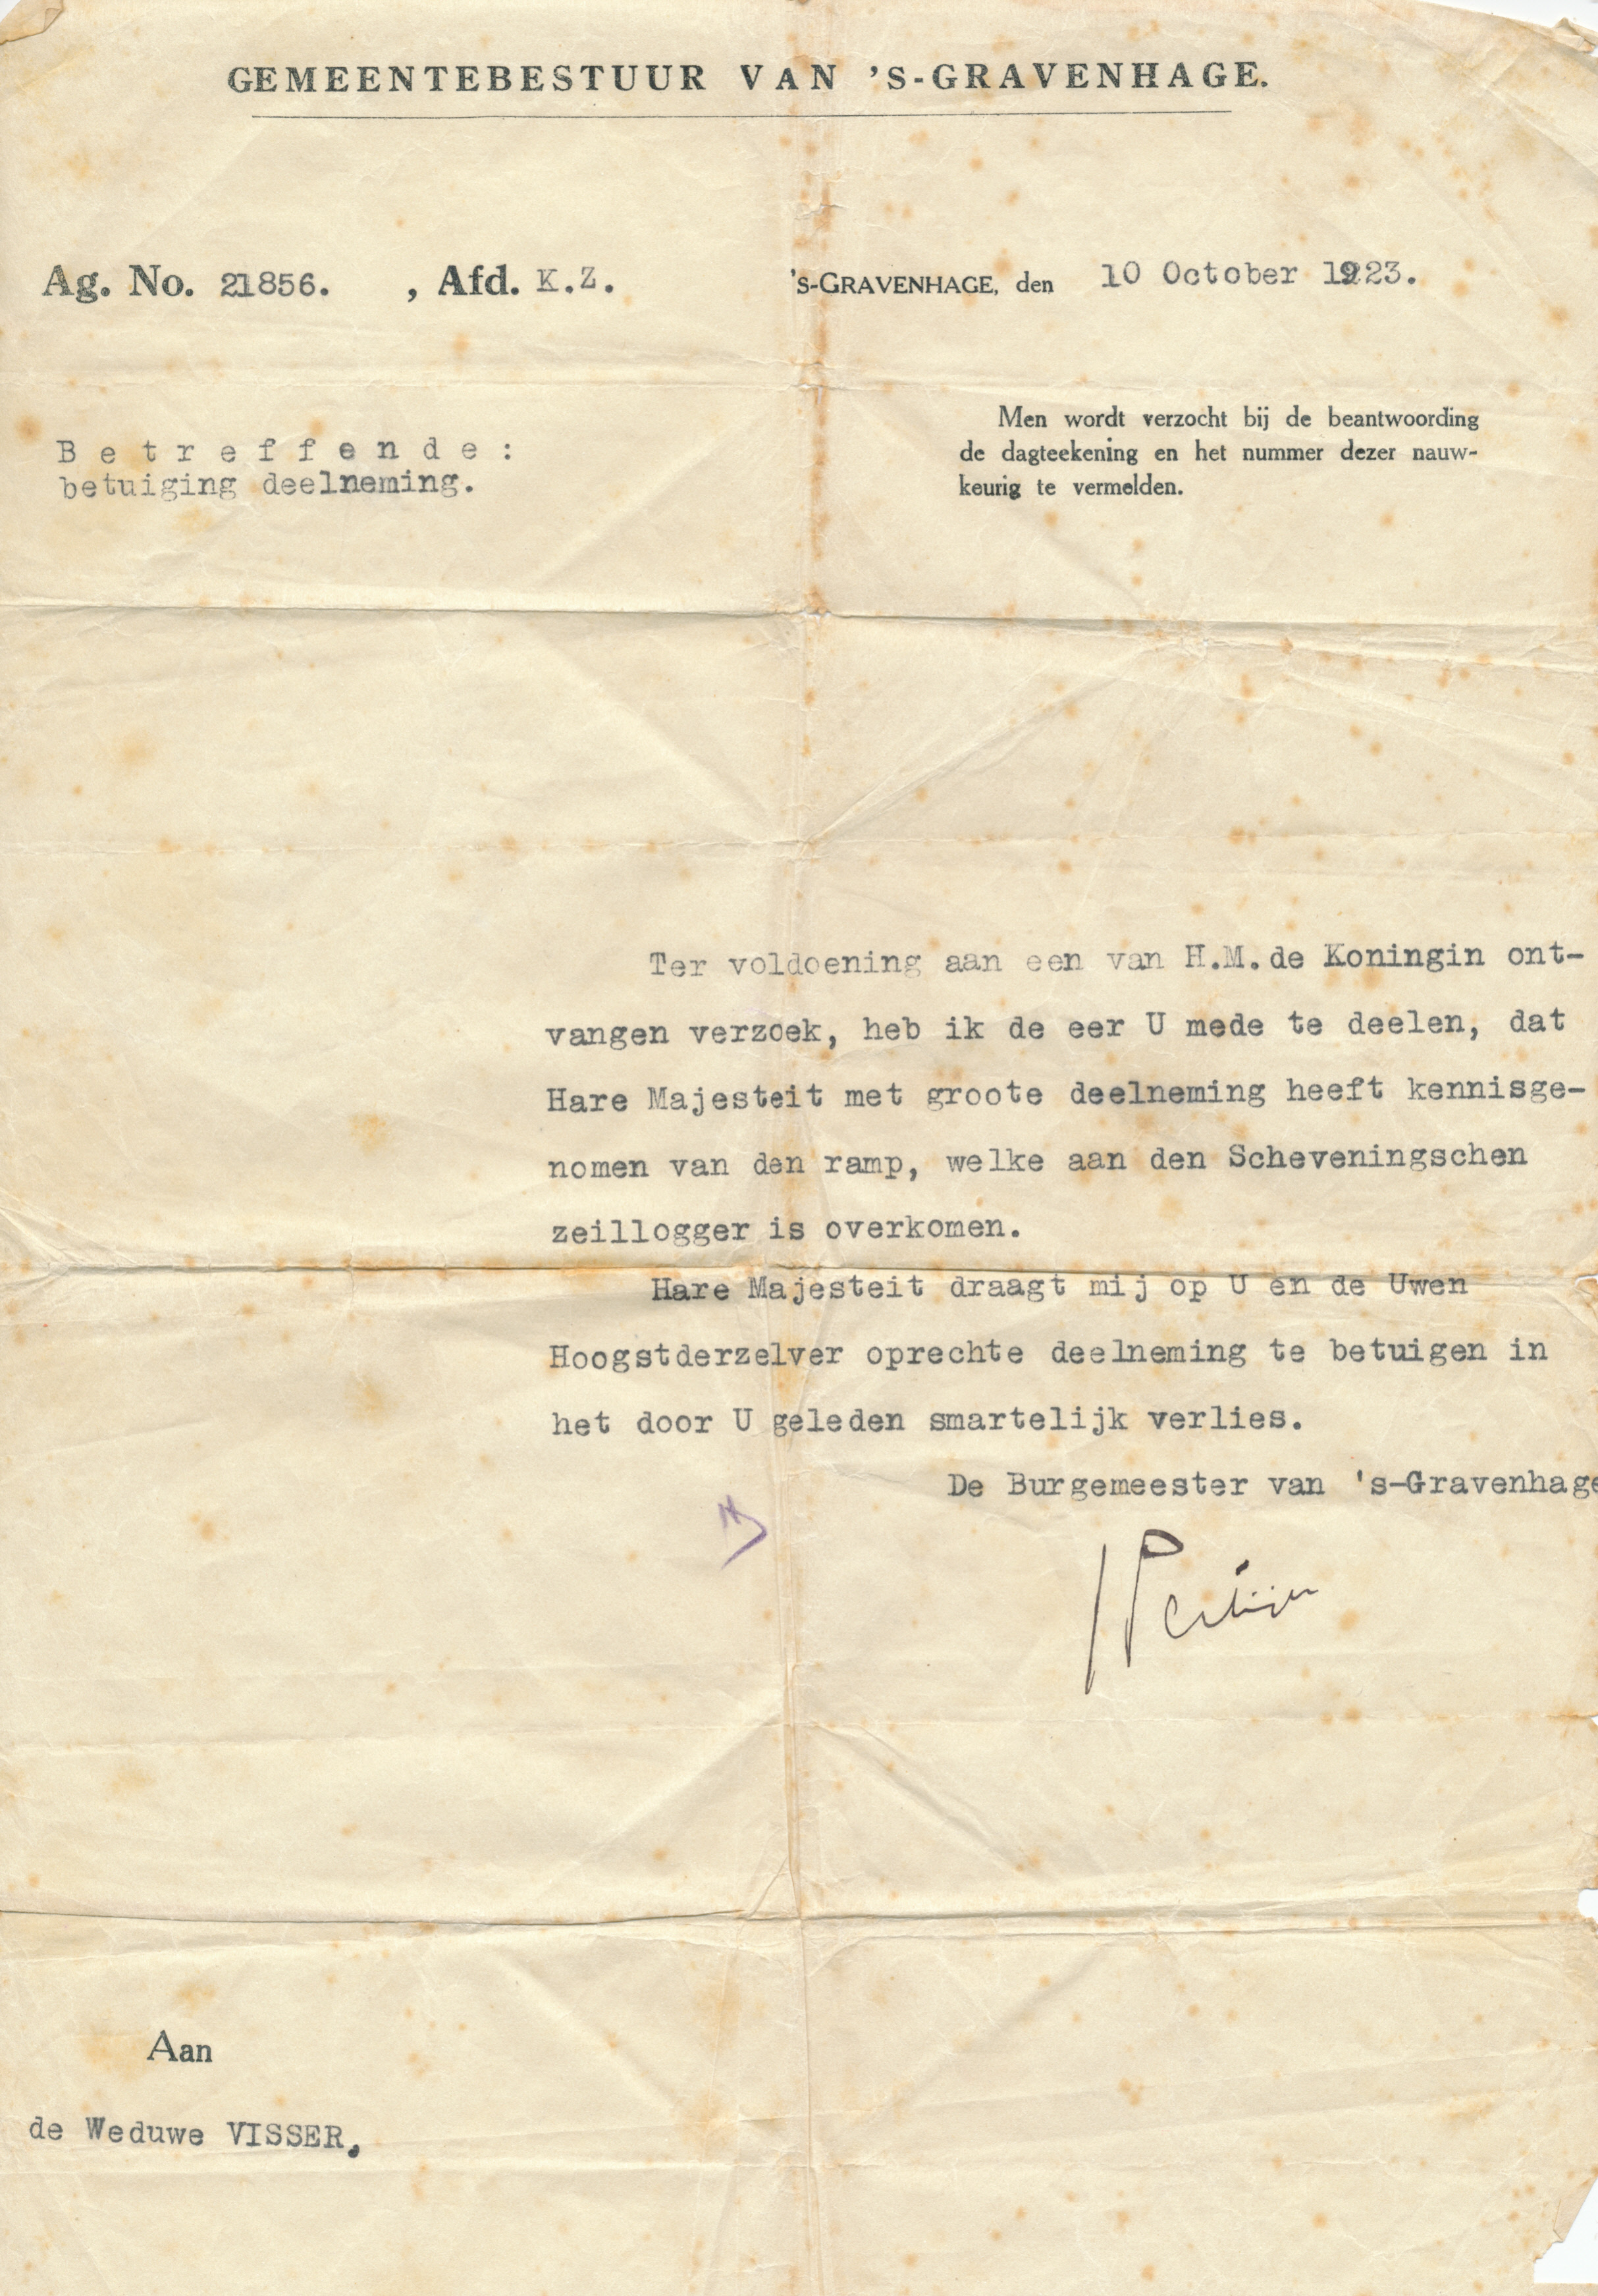 GEMEENTEBESTUUR VAN 'S-GRAVENHAGE.
Ag. No. 21856. , Afd. K.Z. 's-GRAVENHAGE, den 10 October 1923.
Men wordt verzocht bij de beantwoording
de dagteekening en het nummer dezer nauw-
keurig te vermelden.
Betreffende:
betuiging deelneming.
Ter voldoening aan een van H.M.de Koningin ont-
vangen verzoek, heb ik de eer U mede te deelen, dat
Hare Majesteit met groote deelneming heeft kennisge-
nomen van den ramp, welke aan den Scheveningschen
zeillogger is overkomen.
Hare Majesteit draagt mij op U en de Uwen
Hoogstderzelver oprechte deelneming te betuigen in
het door U geleden smartelijk verlies.
De Burgemeester van 's-Gravenhage
Aan
de Weduwe VISSER.